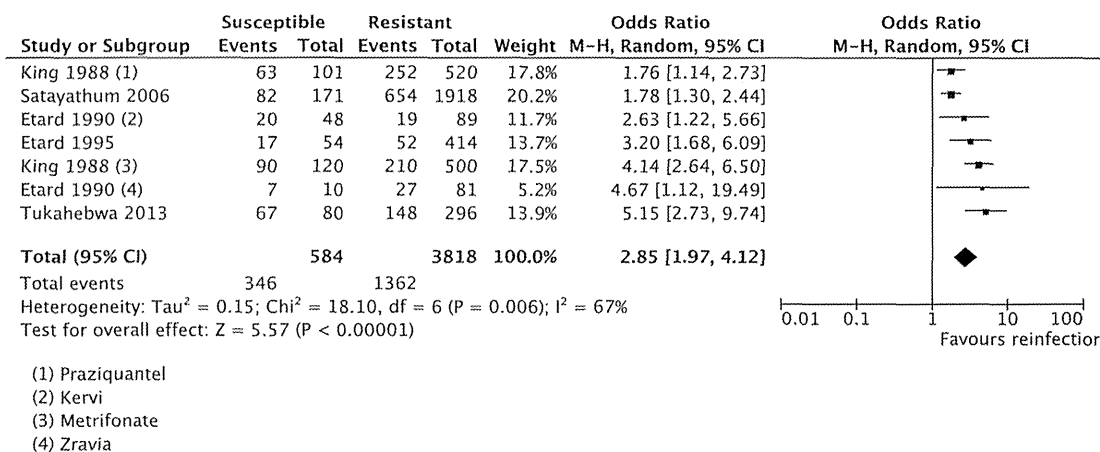 Susceptible Resistant Odds Ratio Odds Ratio
Study or Subgroup Events Total Events Total Weight M-H, Random, 95% CI M-H, Random, 95% CI
King 1988 (1) 63 101 252 520 17.8% 1.76 [1.14, 2.73]
Satayathum 2006 82 171 654 1918 20.2% 1.78 [1.30, 2.44]
Etard 1990 (2) 20 48 19 89 11.7% 2.63 [1.22, 5.66]
Etard 1995 17 54 52 414 13.7% 3.20 [1.68, 6.09]
King 1988 (3) 90 120 210 500 17.5% 4.14 [2.64, 6.50]
Etard 1990 (4) 7 10 27 81 5.2% 4.67 [1.12, 19.49]
Tukahebwa 2013 67 80 148 296 13.9% 5.15 [2.73, 9.74]
Total (95% CI) 584 3818 100.0% 2.85 [1.97, 4.12]
Total events 346 1362
Heterogeneity: Tau² = 0.15; Chi² = 18.10, df = 6 (P = 0.006); I² = 67%
Test for overall effect: Z = 5.57 (P < 0.00001)
0.01 0.1 1 10 100
Favours reinfection
(1) Praziquantel
(2) Kervi
(3) Metrifonate
(4) Zravia